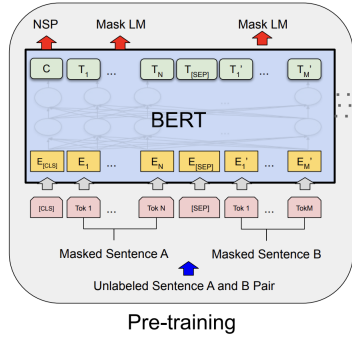 NSP Mask LM Mask LM
C T1 ... TN T[SEP] T1' ... TM'
BERT
E[CLS] E1 ... EN E[SEP] E1' ... EM'
[CLS] Tok 1 ... Tok N [SEP] Tok 1 ... TokM
Masked Sentence A Masked Sentence B
Unlabeled Sentence A and B Pair
Pre-training